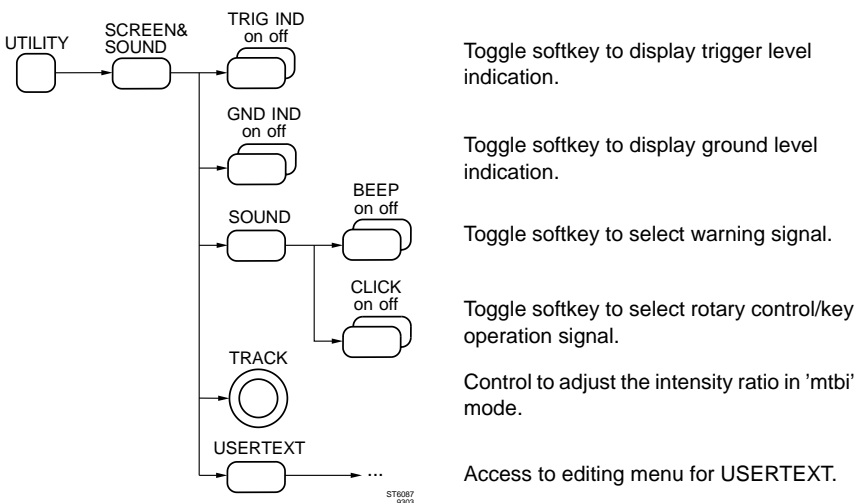 UTILITY
SCREEN&
SOUND
TRIG IND
on off
Toggle softkey to display trigger level
indication.
GND IND
on off
Toggle softkey to display ground level
indication.
SOUND
BEEP
on off
Toggle softkey to select warning signal.
CLICK
on off
Toggle softkey to select rotary control/key
operation signal.
TRACK
Control to adjust the intensity ratio in 'mtbi'
mode.
USERTEXT
...
Access to editing menu for USERTEXT.
ST6087
9303